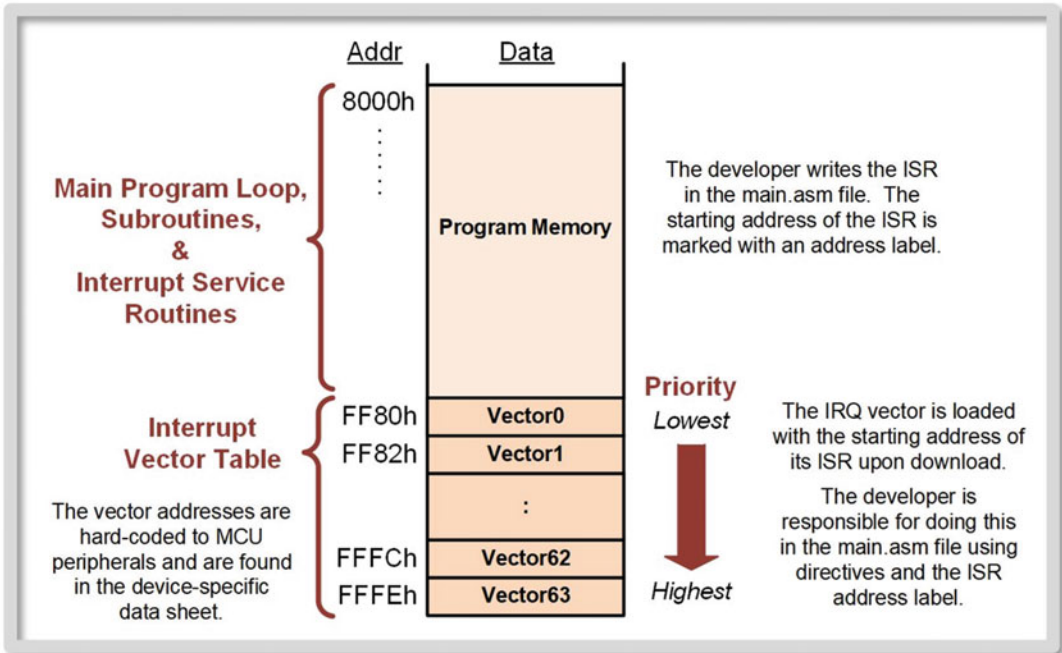 Addr
Data
8000h
Main Program Loop,
Subroutines,
&
Interrupt Service
Routines
Program Memory
The developer writes the ISR
in the main.asm file. The
starting address of the ISR is
marked with an address label.
Interrupt
Vector Table
The vector addresses are
hard-coded to MCU
peripherals and are found
in the device-specific
data sheet.
FF80h
Vector0
FF82h
Vector1
:
FFFCh
Vector62
FFFEh
Vector63
Priority
Lowest
Highest
The IRQ vector is loaded
with the starting address of
its ISR upon download.
The developer is
responsible for doing this
in the main.asm file using
directives and the ISR
address label.